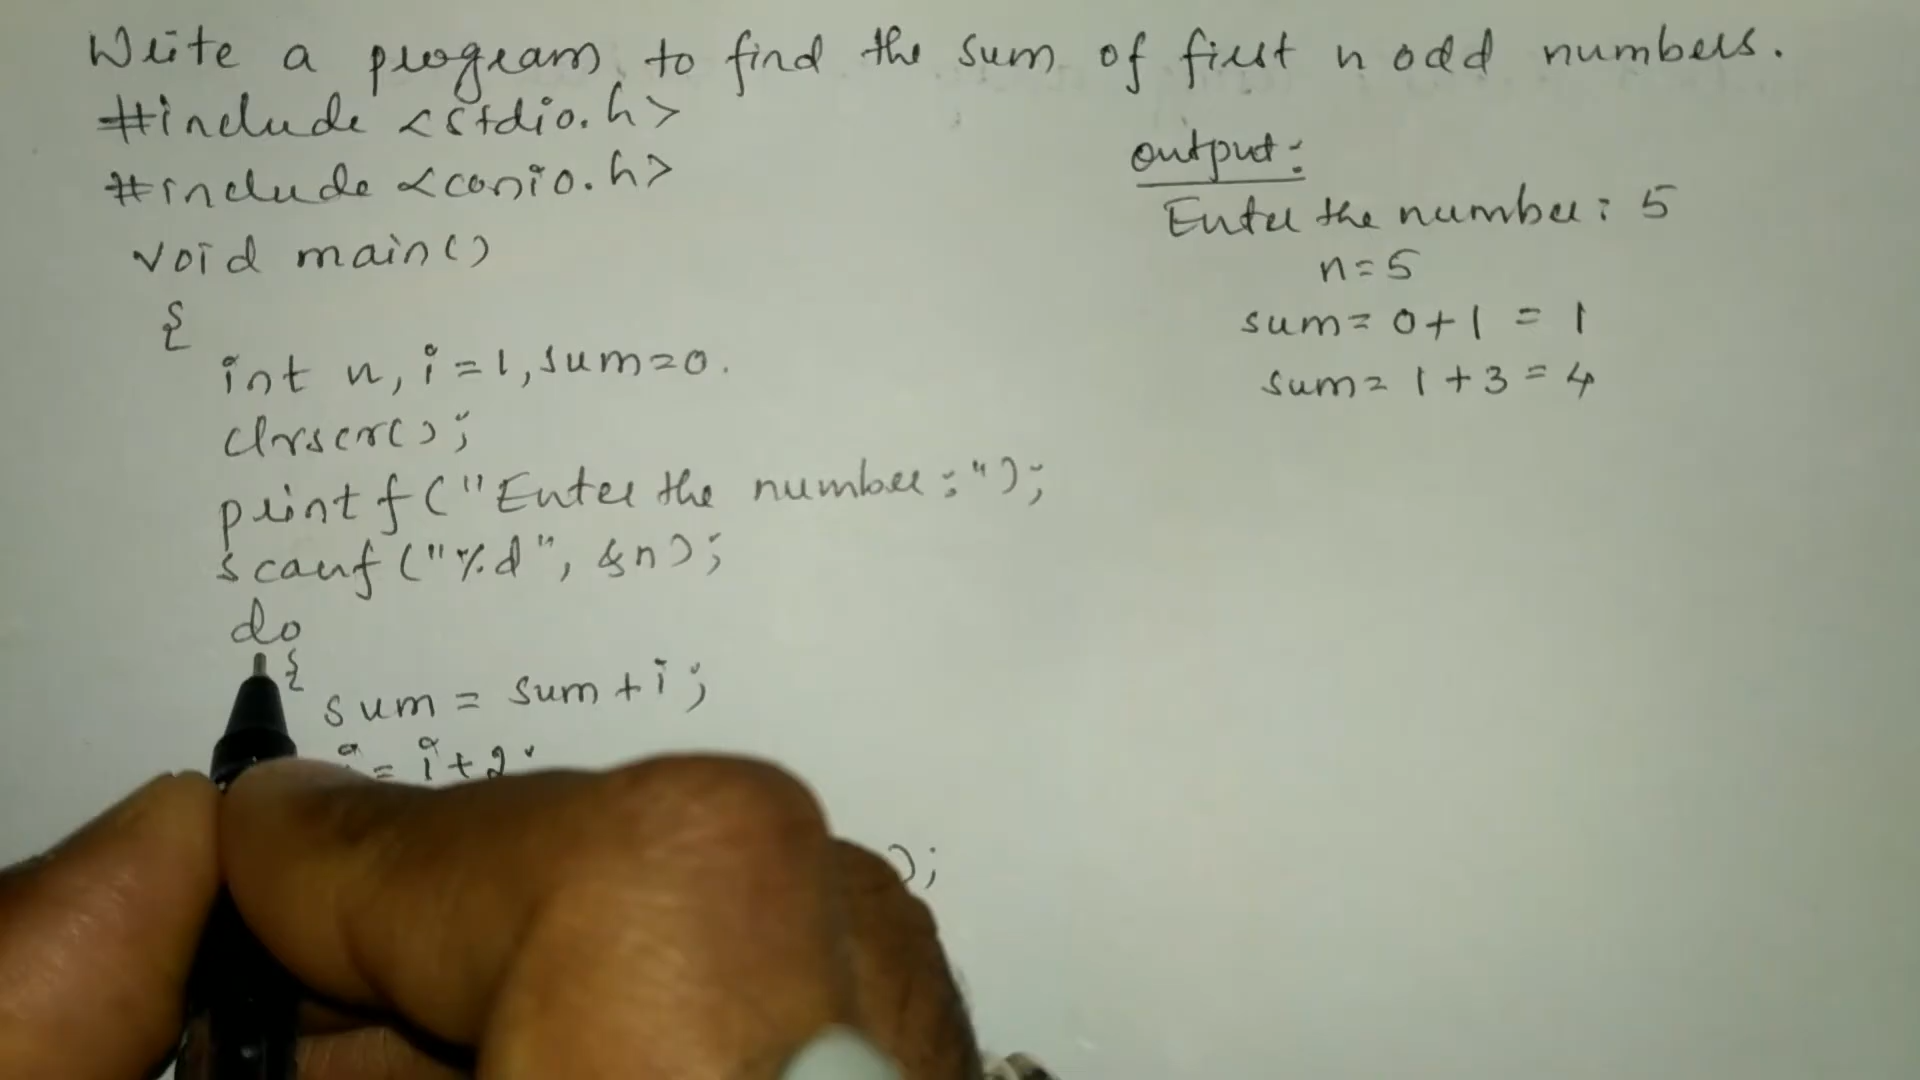 Write a program to find the sum of first n odd numbers.
#include <stdio.h>
#include <conio.h>
void main()
{
int n, i=1, sum=0.
clrscr();
printf("Enter the number:");
scanf("%d", &n);
do
{
sum = sum+i;
i = i+2;
);
output:
Enter the number: 5
n=5
sum= 0+1 = 1
sum= 1+3 = 4